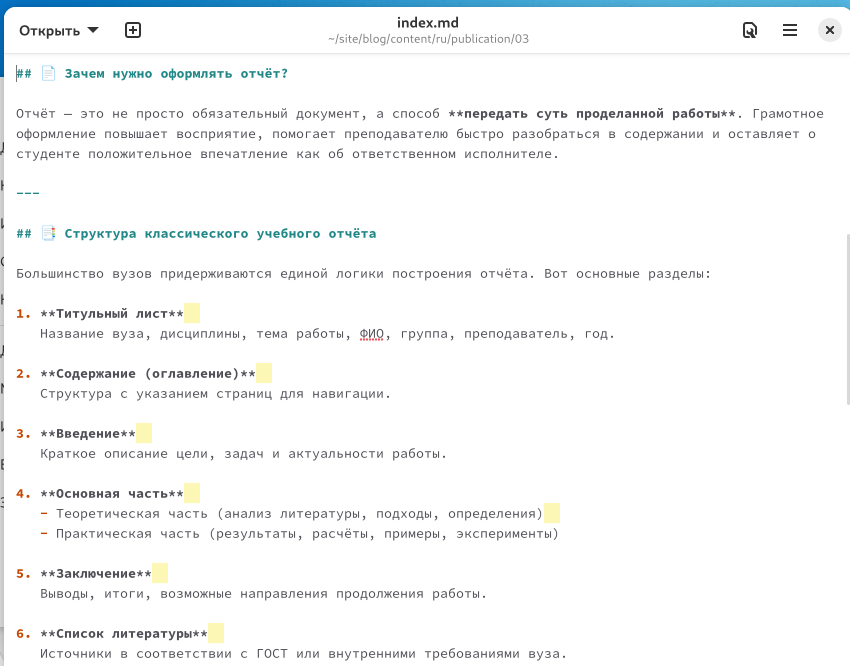 Открыть
index.md
~/site/blog/content/ru/publication/03
## 📄 Зачем нужно оформлять отчёт?
Отчёт — это не просто обязательный документ, а способ **передать суть проделанной работы**. Грамотное
оформление повышает восприятие, помогает преподавателю быстро разобраться в содержании и оставляет о
студенте положительное впечатление как об ответственном исполнителе.
---
## 📑 Структура классического учебного отчёта
Большинство вузов придерживаются единой логики построения отчёта. Вот основные разделы:
1. **Титульный лист**
Название вуза, дисциплины, тема работы, ФИО, группа, преподаватель, год.
2. **Содержание (оглавление)**
Структура с указанием страниц для навигации.
3. **Введение**
Краткое описание цели, задач и актуальности работы.
4. **Основная часть**
- Теоретическая часть (анализ литературы, подходы, определения)
- Практическая часть (результаты, расчёты, примеры, эксперименты)
5. **Заключение**
Выводы, итоги, возможные направления продолжения работы.
6. **Список литературы**
Источники в соответствии с ГОСТ или внутренними требованиями вуза.